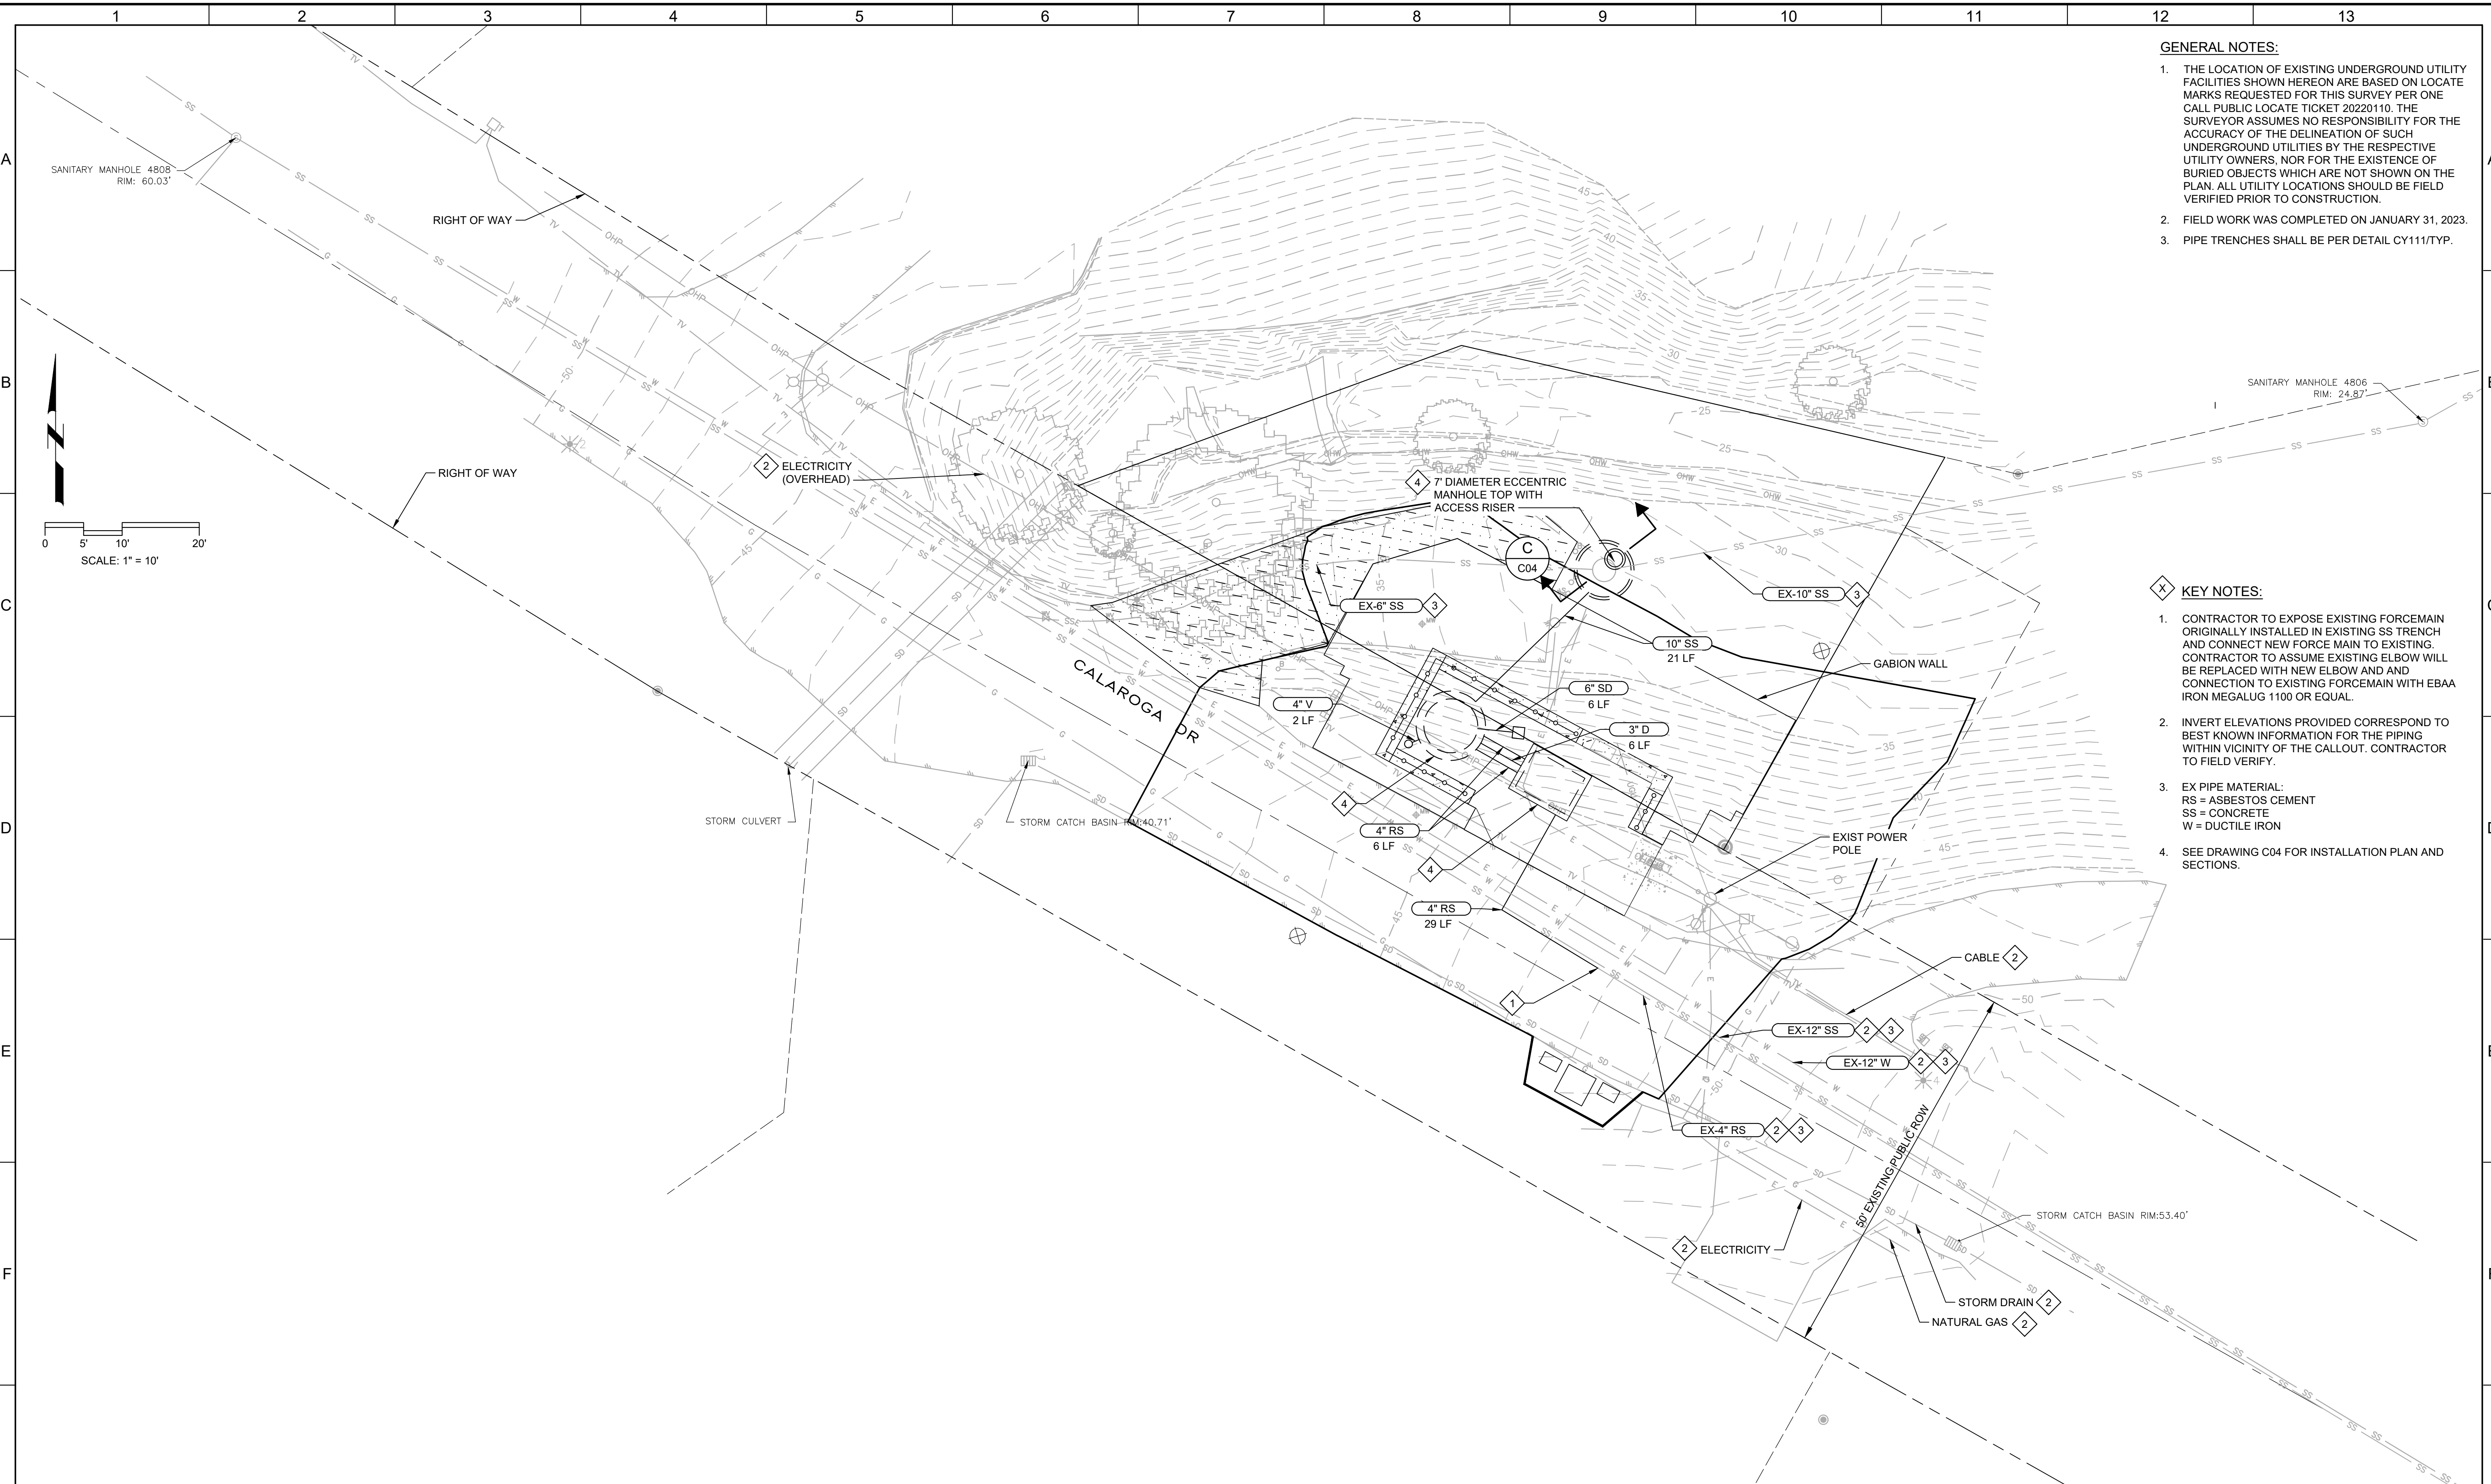 1 2 3 4 5 6 7 8 9 10 11 12 13
A
B
C
D
E
F
GENERAL NOTES:
1. THE LOCATION OF EXISTING UNDERGROUND UTILITY
FACILITIES SHOWN HEREON ARE BASED ON LOCATE
MARKS REQUESTED FOR THIS SURVEY PER ONE
CALL PUBLIC LOCATE TICKET 20220110. THE
SURVEYOR ASSUMES NO RESPONSIBILITY FOR THE
ACCURACY OF THE DELINEATION OF SUCH
UNDERGROUND UTILITIES BY THE RESPECTIVE
UTILITY OWNERS, NOR FOR THE EXISTENCE OF
BURIED OBJECTS WHICH ARE NOT SHOWN ON THE
PLAN. ALL UTILITY LOCATIONS SHOULD BE FIELD
VERIFIED PRIOR TO CONSTRUCTION.
2. FIELD WORK WAS COMPLETED ON JANUARY 31, 2023.
3. PIPE TRENCHES SHALL BE PER DETAIL CY111/TYP.
SANITARY MANHOLE 4808
RIM: 60.03'
RIGHT OF WAY
SANITARY MANHOLE 4806
RIM: 24.87'
RIGHT OF WAY
2 ELECTRICITY
(OVERHEAD)
4 7' DIAMETER ECCENTRIC
MANHOLE TOP WITH
ACCESS RISER
0 5' 10' 20'
SCALE: 1" = 10'
C
C04
EX-10" SS 3
EX-6" SS 3
10" SS
21 LF
GABION WALL
CALAROGA DR
6" SD
6 LF
4" V
2 LF
3" D
6 LF
4
STORM CULVERT
STORM CATCH BASIN RIM:40.71'
4" RS
6 LF
EXIST POWER
POLE
4
4" RS
29 LF
CABLE 2
1
EX-12" SS 2 3
EX-12" W 2 3
EX-4" RS 2 3
50' EXISTING PUBLIC ROW
STORM CATCH BASIN RIM:53.40'
2 ELECTRICITY
STORM DRAIN 2
NATURAL GAS 2
X KEY NOTES:
1. CONTRACTOR TO EXPOSE EXISTING FORCEMAIN
ORIGINALLY INSTALLED IN EXISTING SS TRENCH
AND CONNECT NEW FORCE MAIN TO EXISTING.
CONTRACTOR TO ASSUME EXISTING ELBOW WILL
BE REPLACED WITH NEW ELBOW AND AND
CONNECTION TO EXISTING FORCEMAIN WITH EBAA
IRON MEGALUG 1100 OR EQUAL.
2. INVERT ELEVATIONS PROVIDED CORRESPOND TO
BEST KNOWN INFORMATION FOR THE PIPING
WITHIN VICINITY OF THE CALLOUT. CONTRACTOR
TO FIELD VERIFY.
3. EX PIPE MATERIAL:
RS = ASBESTOS CEMENT
SS = CONCRETE
W = DUCTILE IRON
4. SEE DRAWING C04 FOR INSTALLATION PLAN AND
SECTIONS.